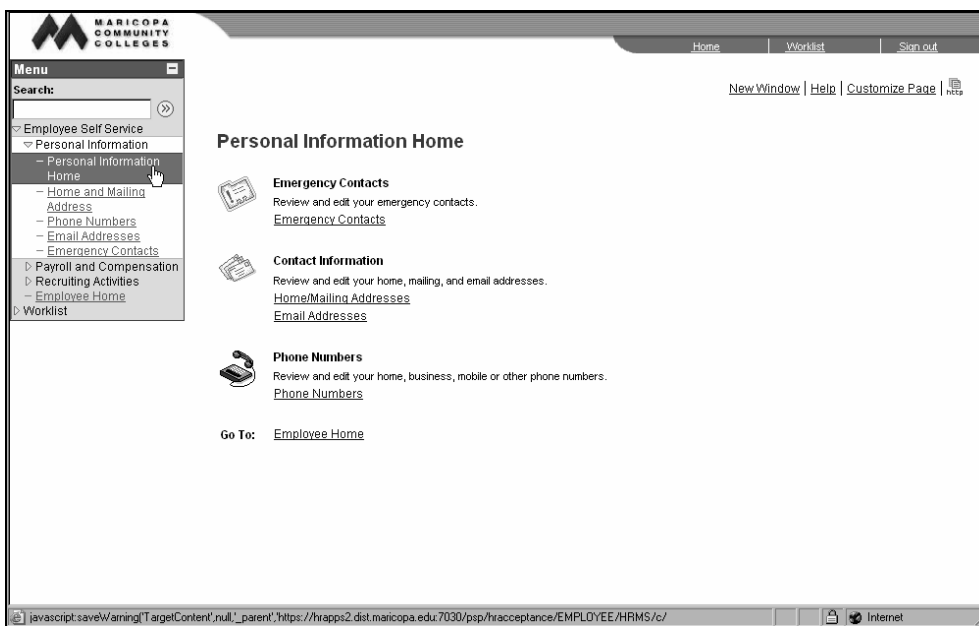 MARICOPA
COMMUNITY
COLLEGES
Home
Worklist
Sign out
Menu
Search:
New Window | Help | Customize Page |
http
Employee Self Service
Personal Information
– Personal Information
Home
– Home and Mailing
Address
– Phone Numbers
– Email Addresses
– Emergency Contacts
Payroll and Compensation
Recruiting Activities
– Employee Home
Worklist
Personal Information Home
Emergency Contacts
Review and edit your emergency contacts.
Emergency Contacts
Contact Information
Review and edit your home, mailing, and email addresses.
Home/Mailing Addresses
Email Addresses
Phone Numbers
Review and edit your home, business, mobile or other phone numbers.
Phone Numbers
Go To: Employee Home
javascript:saveWarning('TargetContent',null,'_parent','https://hrapps2.dist.maricopa.edu:7030/psp/hracceptance/EMPLOYEE/HRMS/c/
Internet